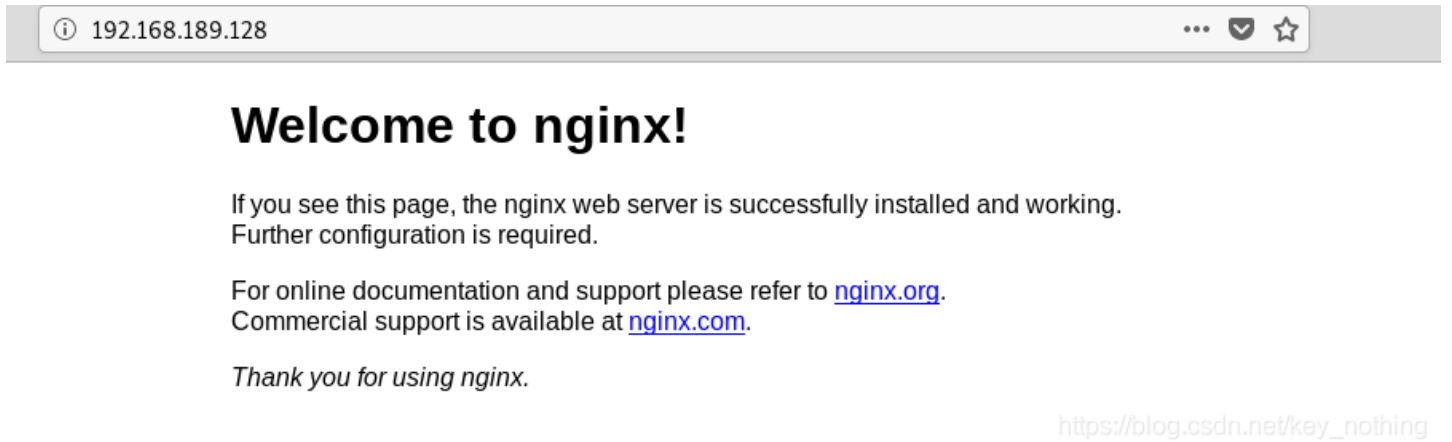 192.168.189.128
Welcome to nginx!
If you see this page, the nginx web server is successfully installed and working.
Further configuration is required.
For online documentation and support please refer to nginx.org.
Commercial support is available at nginx.com.
Thank you for using nginx.
https://blog.csdn.net/key_nothing